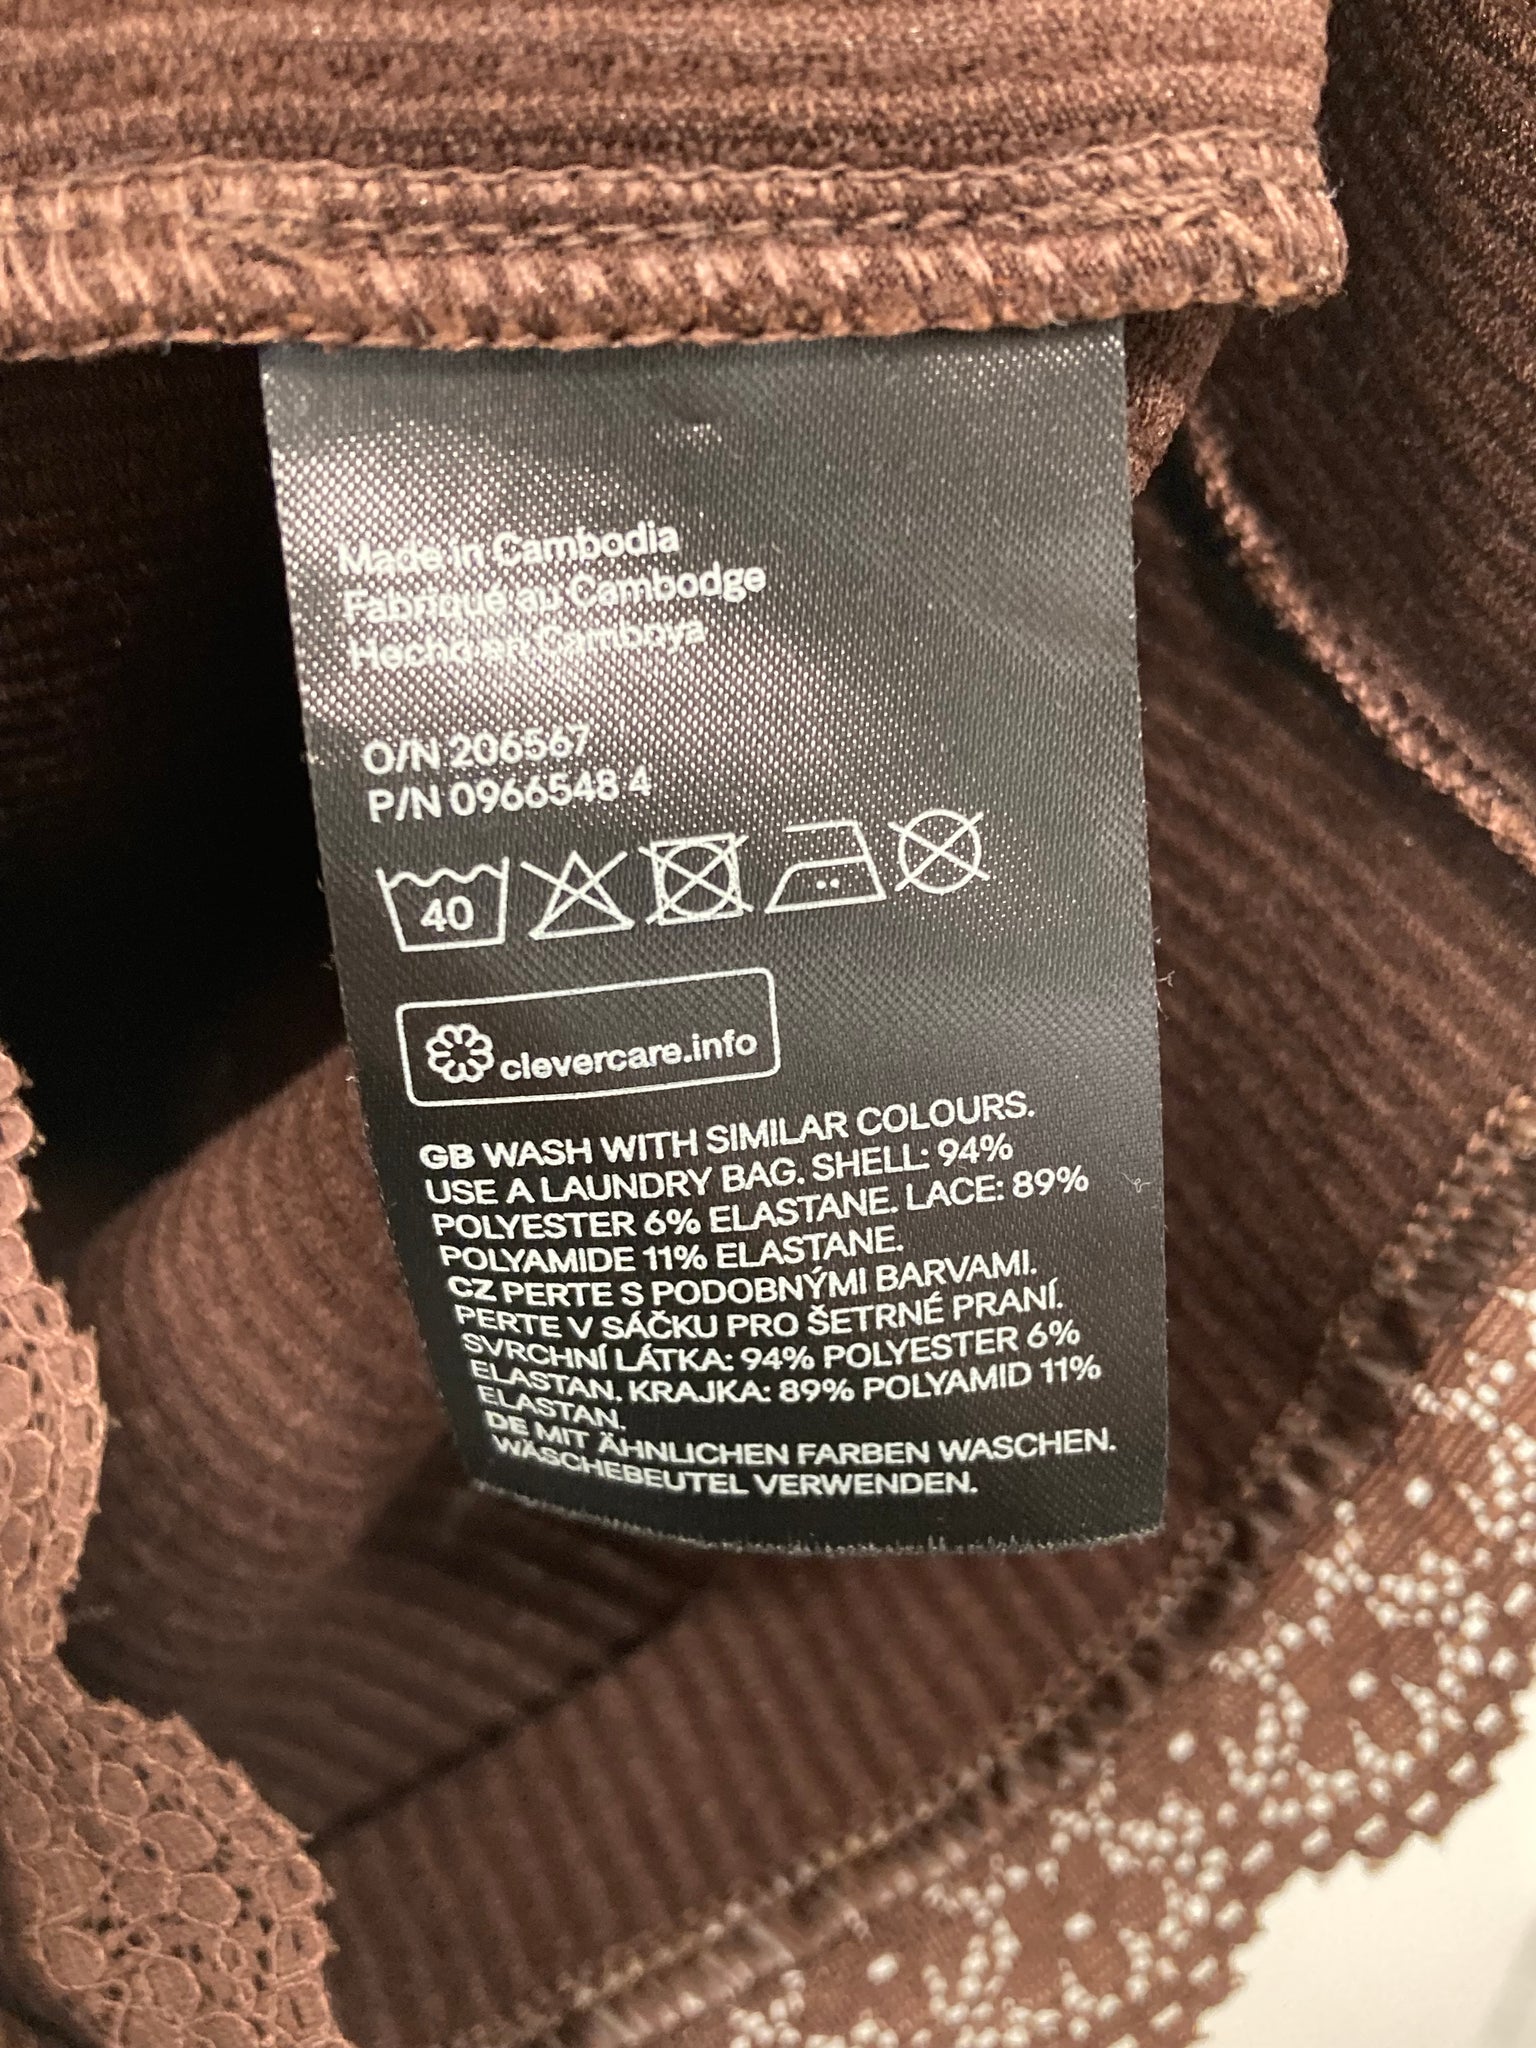 Made in Cambodia
Fabriqué au Cambodge
Hecho en Camboya
O/N 206567
P/N 0966548 4
40
clevercare.info
GB WASH WITH SIMILAR COLOURS.
USE A LAUNDRY BAG. SHELL: 94%
POLYESTER 6% ELASTANE. LACE: 89%
POLYAMIDE 11% ELASTANE.
CZ PERTE S PODOBNÝMI BARVAMI.
PERTE V SÁČKU PRO ŠETRNÉ PRANÍ.
SVRCHNÍ LÁTKA: 94% POLYESTER 6%
ELASTAN. KRAJKA: 89% POLYAMID 11%
ELASTAN.
DE MIT ÄHNLICHEN FARBEN WASCHEN.
WÄSCHEBEUTEL VERWENDEN.